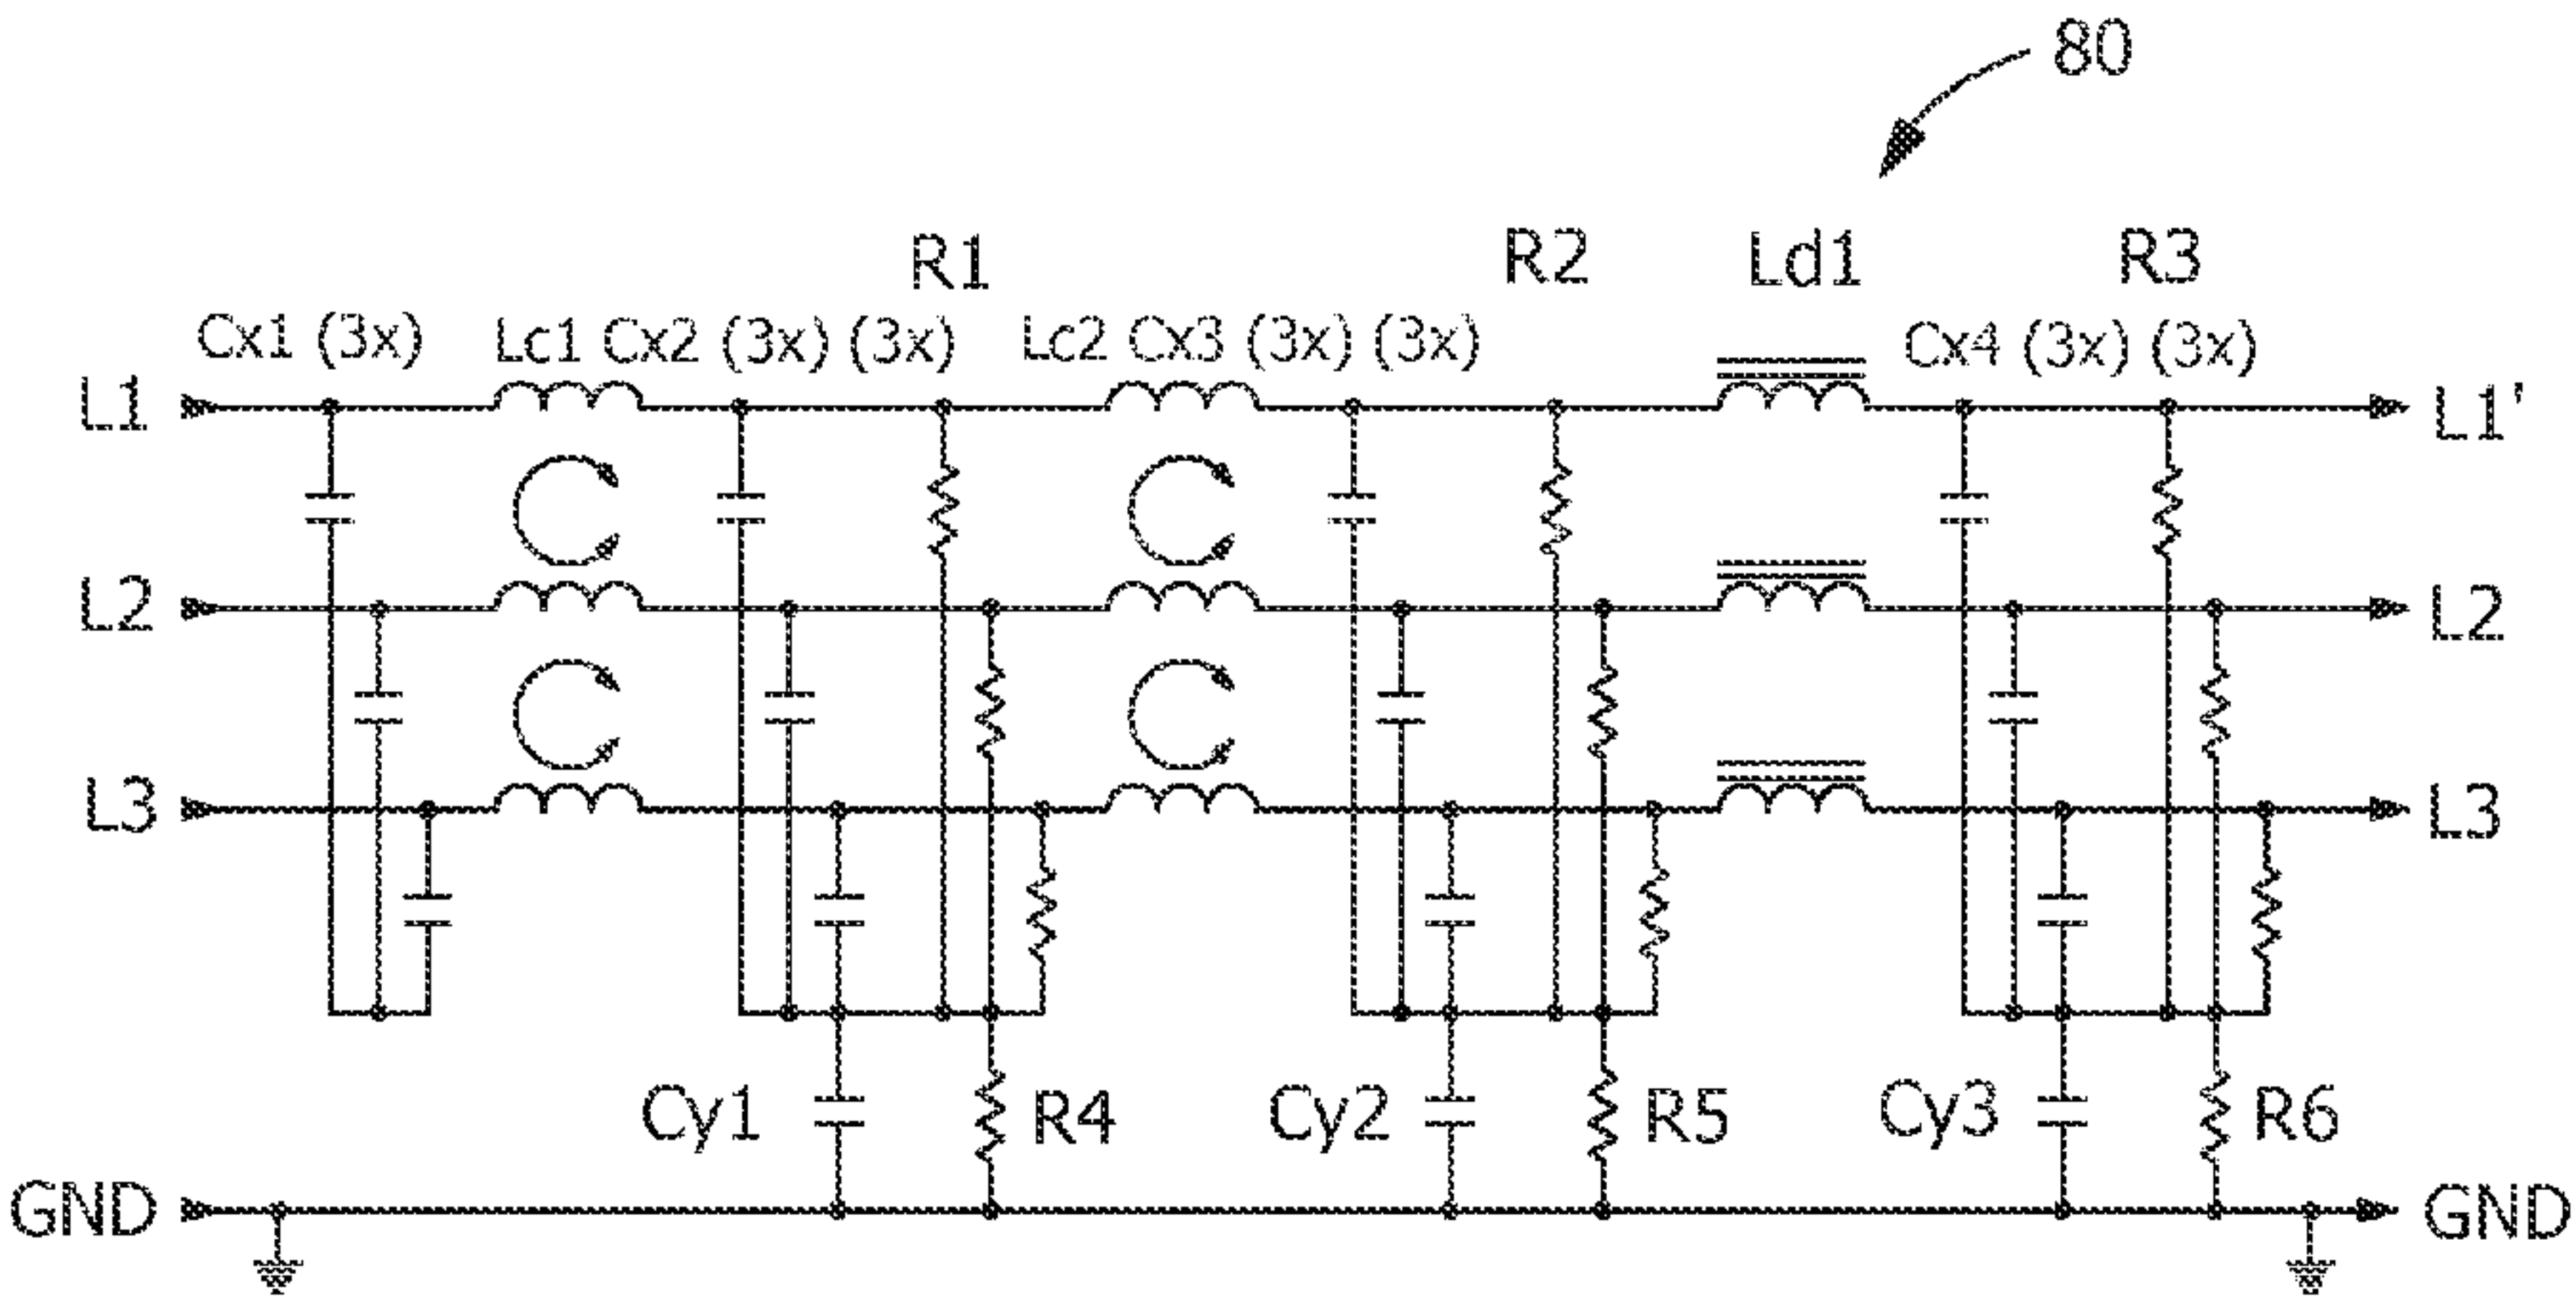 80
R1 R2 Ld1 R3
Cx1 (3x) Lc1 Cx2 (3x) (3x) Lc2 Cx3 (3x) (3x) Cx4 (3x) (3x)
L1 L1'
L2 L2
L3 L3
Cy1 R4 Cy2 R5 Cy3 R6
GND GND